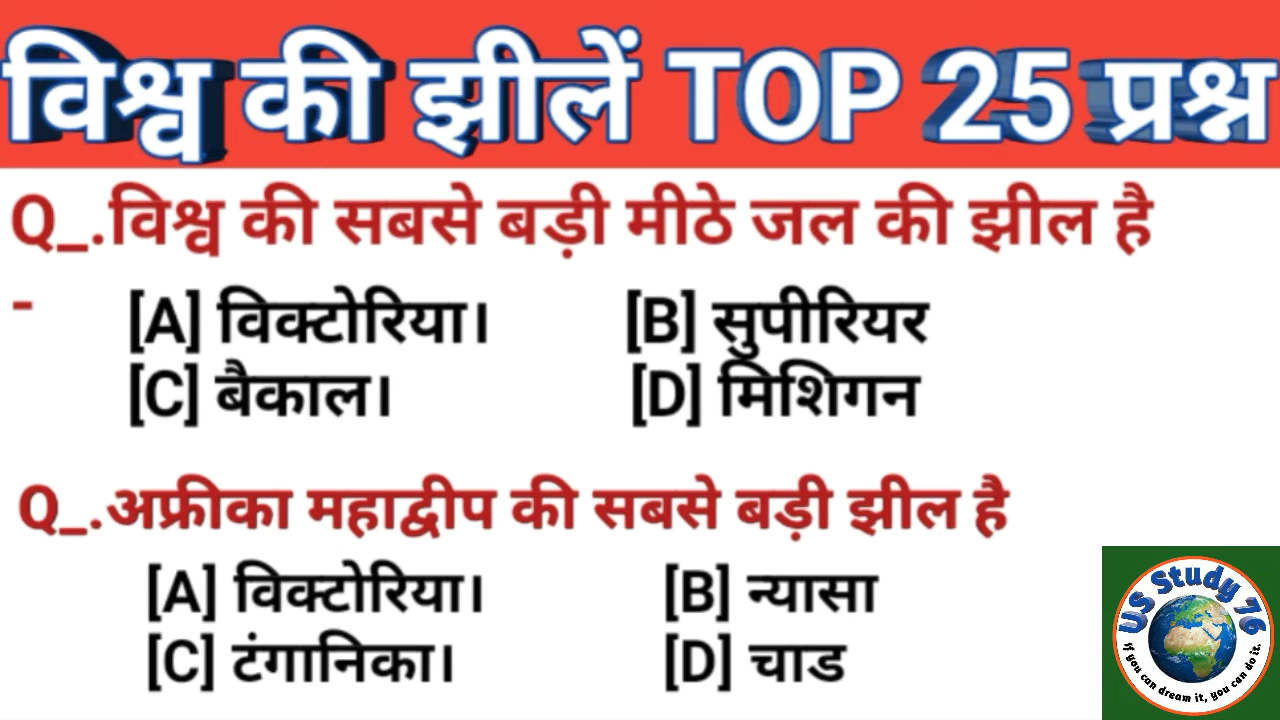 विश्व की झीलें TOP 25 प्रश्न
Q_.विश्व की सबसे बड़ी मीठे जल की झील है
-
[A] विक्टोरिया। [B] सुपीरियर
[C] बैकाल। [D] मिशिगन
Q_.अफ्रीका महाद्वीप की सबसे बड़ी झील है
[A] विक्टोरिया। [B] न्यासा
[C] टंगानिका। [D] चाड
US Study 76
If you can dream it, you can do it.